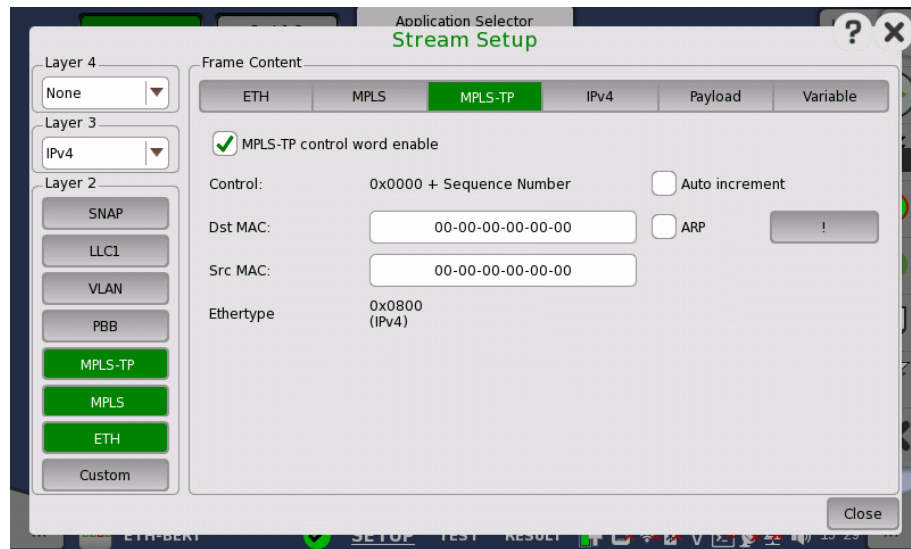 Application Selector
Stream Setup
?
Layer 4
None
Layer 3
IPv4
Layer 2
SNAP
LLC1
VLAN
PBB
MPLS-TP
MPLS
ETH
Custom
Frame Content
ETH MPLS MPLS-TP IPv4 Payload Variable
MPLS-TP control word enable
Control: 0x0000 + Sequence Number Auto increment
Dst MAC: 00-00-00-00-00-00 ARP !
Src MAC: 00-00-00-00-00-00
Ethertype 0x0800
(IPv4)
Close
ETH-BERT SETUP TEST RESULT